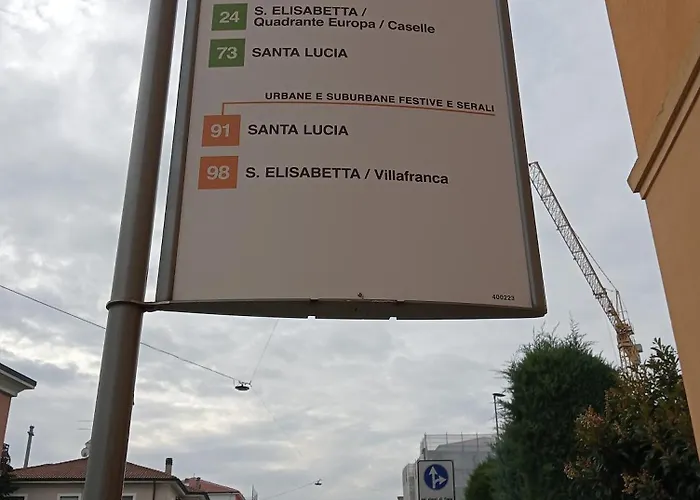 24 S. ELISABETTA /
Quadrante Europa / Caselle
73 SANTA LUCIA
URBANE E SUBURBANE FESTIVE E SERALI
91 SANTA LUCIA
98 S. ELISABETTA / Villafranca
400223